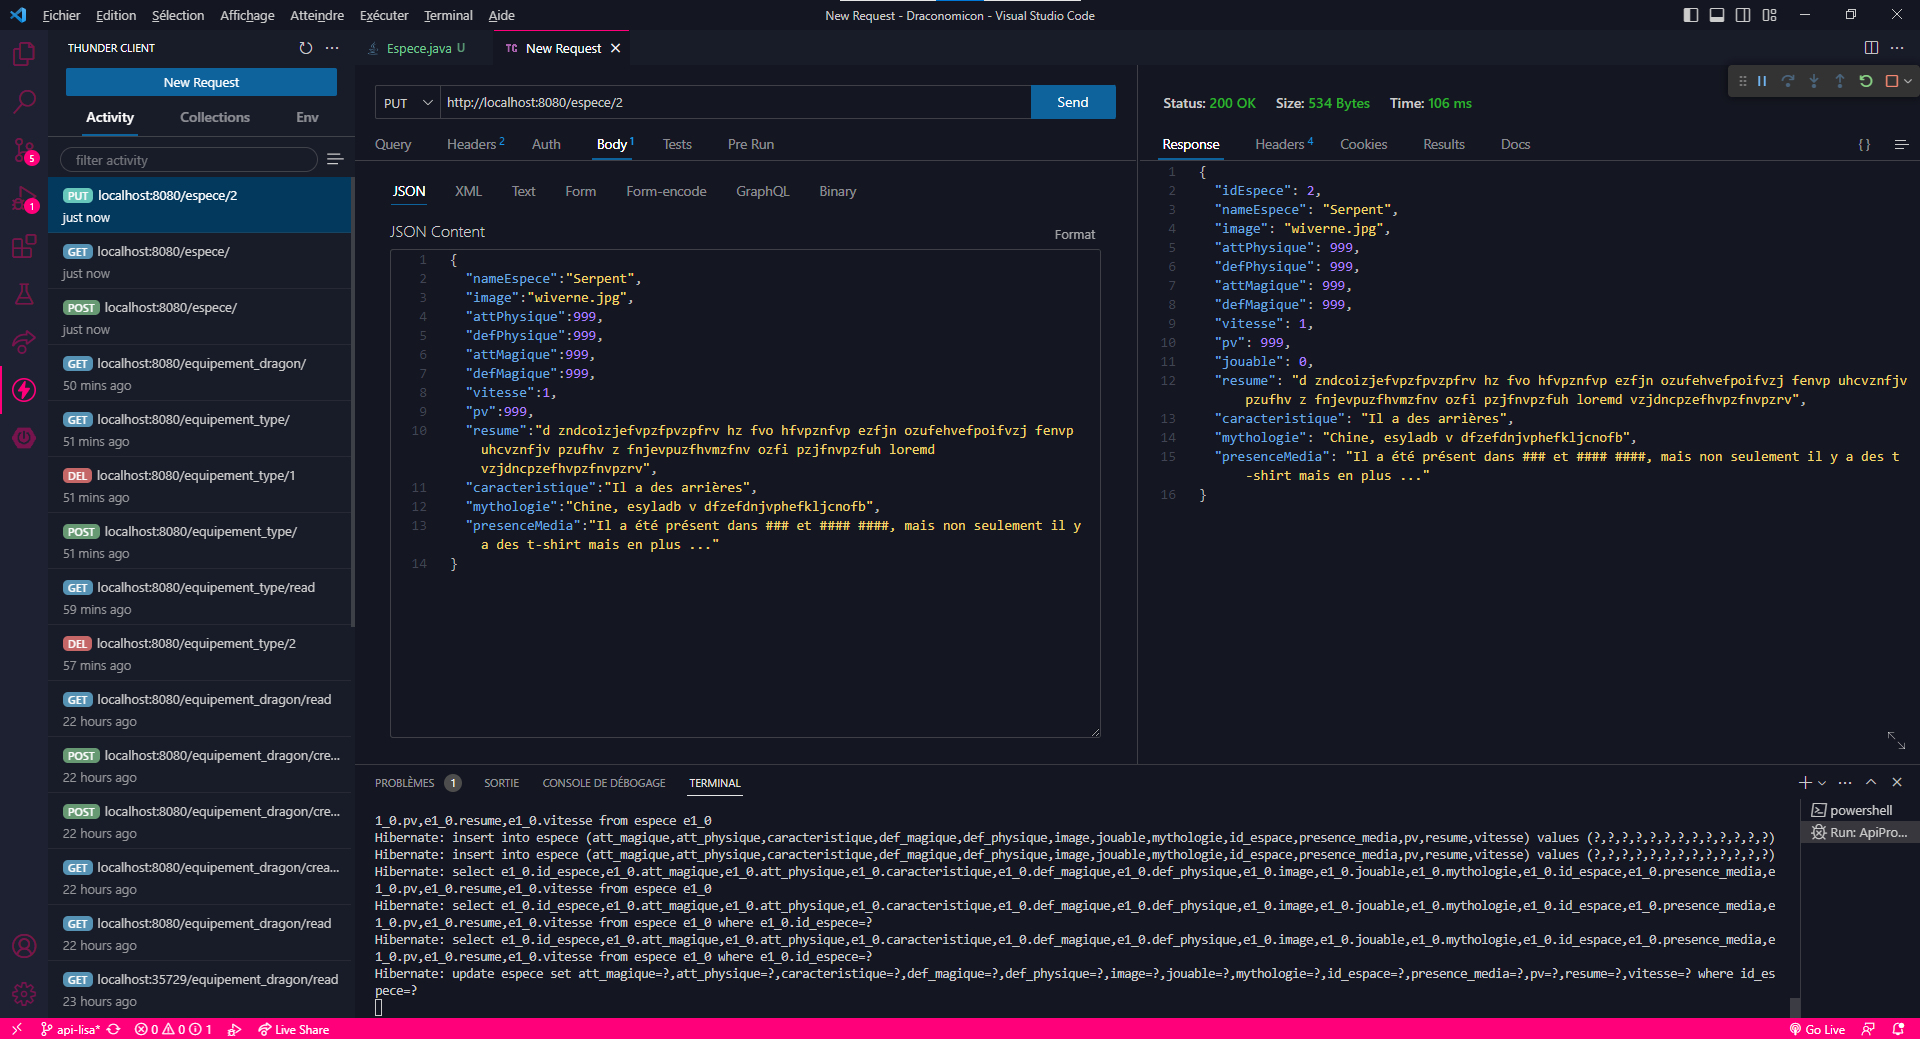 Fichier Edition Sélection Affichage Atteindre Exécuter Terminal Aide
New Request - Draconomicon - Visual Studio Code
THUNDER CLIENT
New Request
Activity Collections Env
filter activity
PUT localhost:8080/espece/2
just now
GET localhost:8080/espece/
just now
POST localhost:8080/espece/
just now
GET localhost:8080/equipement_dragon/
50 mins ago
GET localhost:8080/equipement_type/
51 mins ago
DEL localhost:8080/equipement_type/1
51 mins ago
POST localhost:8080/equipement_type/
51 mins ago
GET localhost:8080/equipement_type/read
59 mins ago
DEL localhost:8080/equipement_type/2
57 mins ago
GET localhost:8080/equipement_dragon/read
22 hours ago
POST localhost:8080/equipement_dragon/cre...
22 hours ago
POST localhost:8080/equipement_dragon/cre...
22 hours ago
GET localhost:8080/equipement_dragon/crea...
22 hours ago
GET localhost:8080/equipement_dragon/read
22 hours ago
GET localhost:35729/equipement_dragon/read
23 hours ago
5
1
Espece.java U
TC New Request
PUT http://localhost:8080/espece/2 Send
Query Headers 2 Auth Body 1 Tests Pre Run
JSON XML Text Form Form-encode GraphQL Binary
JSON Content Format
1 {
2 "nameEspece":"Serpent",
3 "image":"wiverne.jpg",
4 "attPhysique":999,
5 "defPhysique":999,
6 "attMagique":999,
7 "defMagique":999,
8 "vitesse":1,
9 "pv":999,
10 "resume":"d zndcoizjefvpzfpvzpfrv hz fvo hfvpznfvp ezfjn ozufehvefpoifvzj fenvp
uhcvznfjv pzufhv z fnjevpuzfhvmzfnv ozfi pzjfnvpzfuh loremd
vzjdncpzefhvpzfnvpzrv",
11 "caracteristique":"Il a des arrières",
12 "mythologie":"Chine, esyladb v dfzefdnjvphefkljcnofb",
13 "presenceMedia":"Il a été présent dans ### et #### ####, mais non seulement il y
a des t-shirt mais en plus ..."
14 }
Status: 200 OK Size: 534 Bytes Time: 106 ms
Response Headers 4 Cookies Results Docs { }
1 {
2 "idEspece": 2,
3 "nameEspece": "Serpent",
4 "image": "wiverne.jpg",
5 "attPhysique": 999,
6 "defPhysique": 999,
7 "attMagique": 999,
8 "defMagique": 999,
9 "vitesse": 1,
10 "pv": 999,
11 "jouable": 0,
12 "resume": "d zndcoizjefvpzfpvzpfrv hz fvo hfvpznfvp ezfjn ozufehvefpoifvzj fenvp uhcvznfjv
pzufhv z fnjevpuzfhvmzfnv ozfi pzjfnvpzfuh loremd vzjdncpzefhvpzfnvpzrv",
13 "caracteristique": "Il a des arrières",
14 "mythologie": "Chine, esyladb v dfzefdnjvphefkljcnofb",
15 "presenceMedia": "Il a été présent dans ### et #### ####, mais non seulement il y a des t
-shirt mais en plus ..."
16 }
PROBLÈMES 1 SORTIE CONSOLE DE DÉBOGAGE TERMINAL
1_0.pv,e1_0.resume,e1_0.vitesse from espece e1_0
Hibernate: insert into espece (att_magique,att_physique,caracteristique,def_magique,def_physique,image,jouable,mythologie,id_espace,presence_media,pv,resume,vitesse) values (?,?,?,?,?,?,?,?,?,?,?,?,?)
Hibernate: insert into espece (att_magique,att_physique,caracteristique,def_magique,def_physique,image,jouable,mythologie,id_espace,presence_media,pv,resume,vitesse) values (?,?,?,?,?,?,?,?,?,?,?,?,?)
Hibernate: select e1_0.id_espece,e1_0.att_magique,e1_0.att_physique,e1_0.caracteristique,e1_0.def_magique,e1_0.def_physique,e1_0.image,e1_0.jouable,e1_0.mythologie,e1_0.id_espace,e1_0.presence_media,e
1_0.pv,e1_0.resume,e1_0.vitesse from espece e1_0
Hibernate: select e1_0.id_espece,e1_0.att_magique,e1_0.att_physique,e1_0.caracteristique,e1_0.def_magique,e1_0.def_physique,e1_0.image,e1_0.jouable,e1_0.mythologie,e1_0.id_espace,e1_0.presence_media,e
1_0.pv,e1_0.resume,e1_0.vitesse from espece e1_0 where e1_0.id_espece=?
Hibernate: select e1_0.id_espece,e1_0.att_magique,e1_0.att_physique,e1_0.caracteristique,e1_0.def_magique,e1_0.def_physique,e1_0.image,e1_0.jouable,e1_0.mythologie,e1_0.id_espace,e1_0.presence_media,e
1_0.pv,e1_0.resume,e1_0.vitesse from espece e1_0 where e1_0.id_espece=?
Hibernate: update espece set att_magique=?,att_physique=?,caracteristique=?,def_magique=?,def_physique=?,image=?,jouable=?,mythologie=?,id_espace=?,presence_media=?,pv=?,resume=?,vitesse=? where id_es
pece=?
powershell
Run: ApiPro...
api-lisa* 0 0 1 Live Share
Go Live